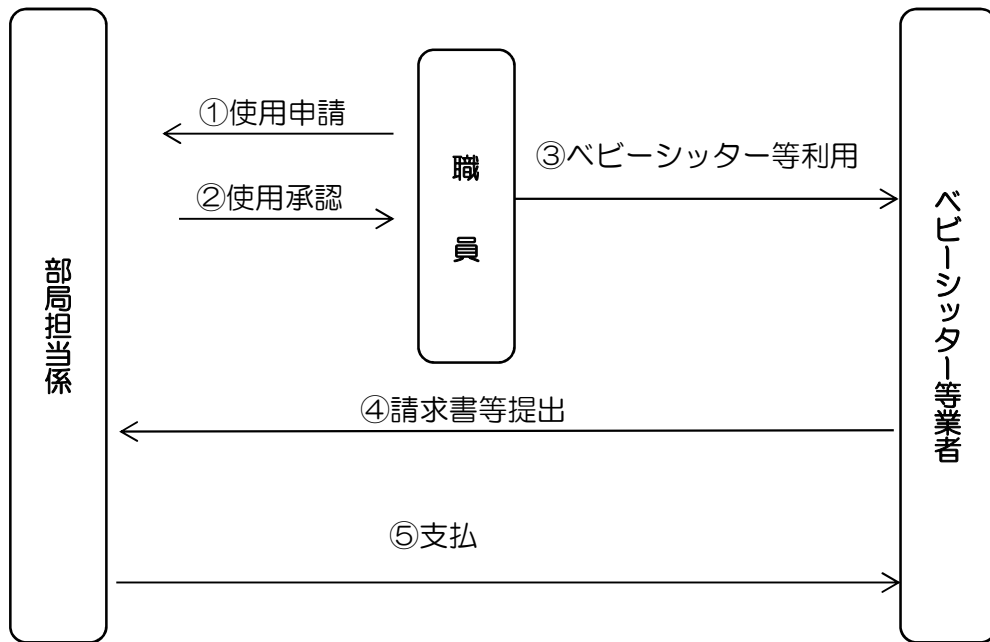 ①使用申請
②使用承認
職員
③ベビーシッター等利用
部局担当係
ベビーシッター等業者
④請求書等提出
⑤支払